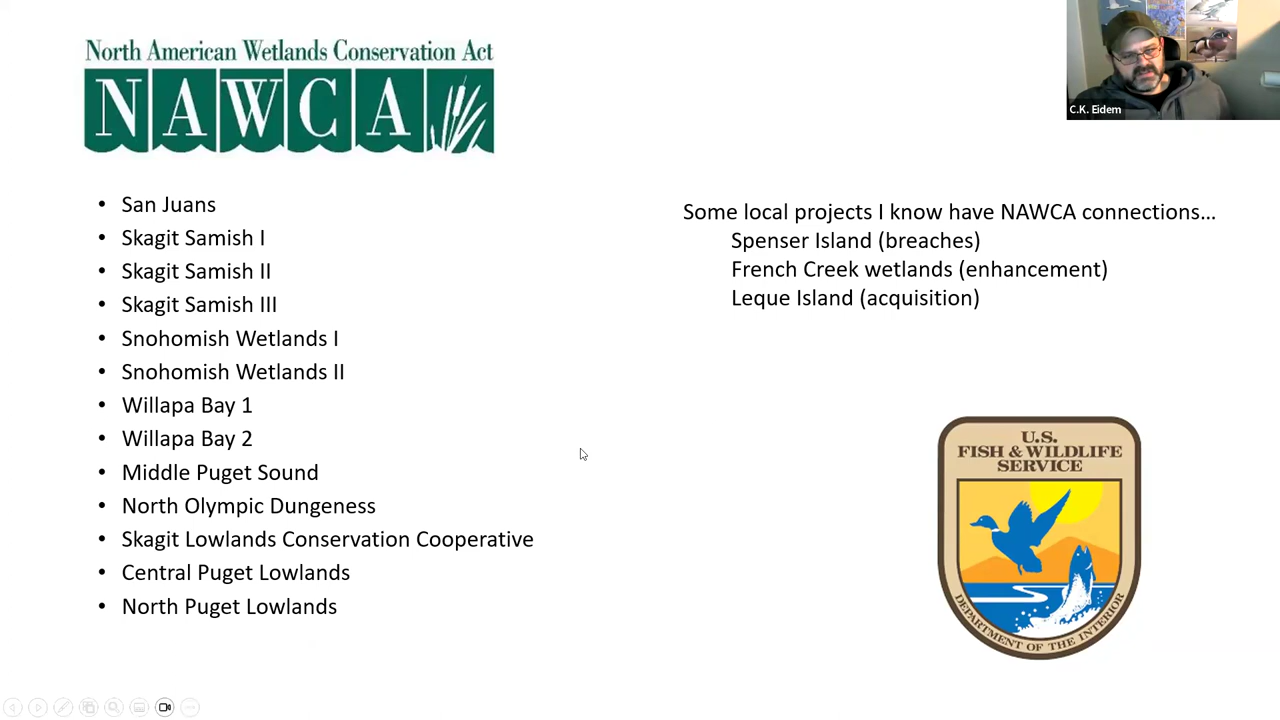 North American Wetlands Conservation Act
NAWCA
C.K. Eidem
• San Juans
• Skagit Samish I
• Skagit Samish II
• Skagit Samish III
• Snohomish Wetlands I
• Snohomish Wetlands II
• Willapa Bay 1
• Willapa Bay 2
• Middle Puget Sound
• North Olympic Dungeness
• Skagit Lowlands Conservation Cooperative
• Central Puget Lowlands
• North Puget Lowlands
Some local projects I know have NAWCA connections...
Spenser Island (breaches)
French Creek wetlands (enhancement)
Leque Island (acquisition)
U.S.
FISH & WILDLIFE
SERVICE
DEPARTMENT OF THE INTERIOR